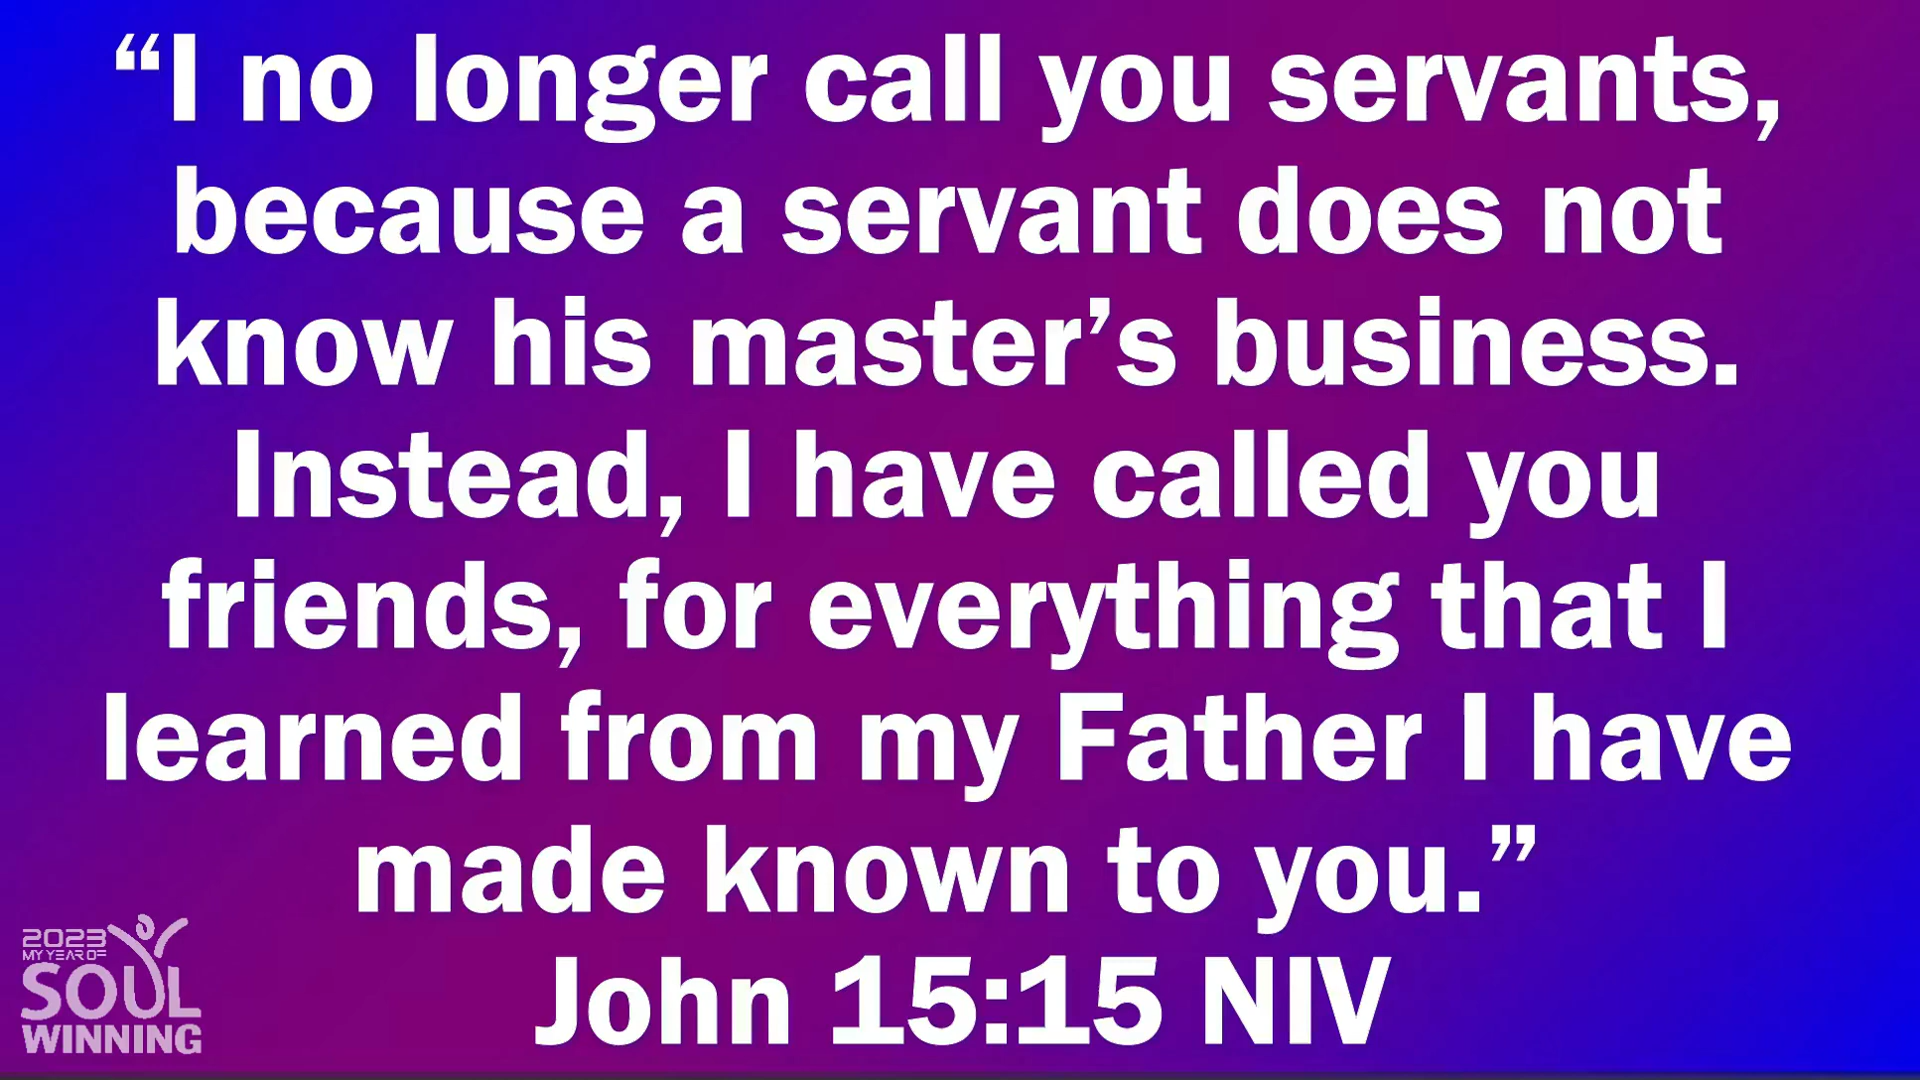 “I no longer call you servants,
because a servant does not
know his master’s business.
Instead, I have called you
friends, for everything that I
learned from my Father I have
made known to you.”
John 15:15 NIV
2023
MY YEAR OF
SOUL
WINNING